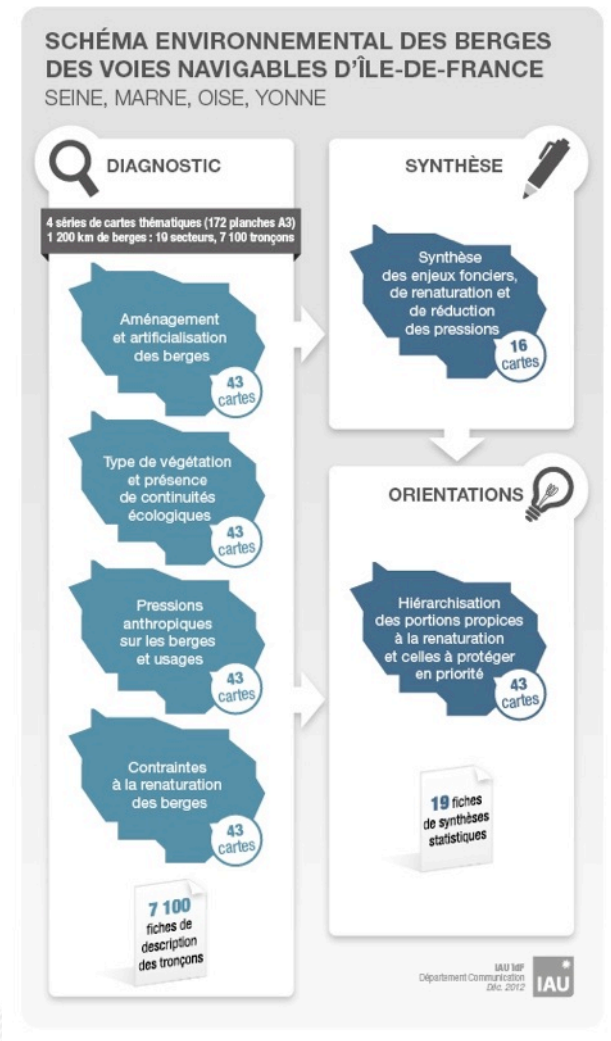 SCHÉMA ENVIRONNEMENTAL DES BERGES
DES VOIES NAVIGABLES D'ÎLE-DE-FRANCE
SEINE, MARNE, OISE, YONNE
DIAGNOSTIC
4 séries de cartes thématiques (172 planches A3)
1 200 km de berges : 19 secteurs, 7 100 tronçons
Aménagement
et artificialisation
des berges
43
cartes
Type de végétation
et présence
de continuités
écologiques
43
cartes
Pressions
anthropiques
sur les berges
et usages
43
cartes
Contraintes
à la renaturation
des berges
43
cartes
7 100
fiches de
description
des tronçons
SYNTHÈSE
Synthèse
des enjeux fonciers,
de renaturation et
de réduction
des pressions
16
cartes
ORIENTATIONS
Hiérarchisation
des portions propices
à la renaturation
et celles à protéger
en priorité
43
cartes
19 fiches
de synthèses
statistiques
IAU îdF
Département Communication
Déc. 2012
IAU